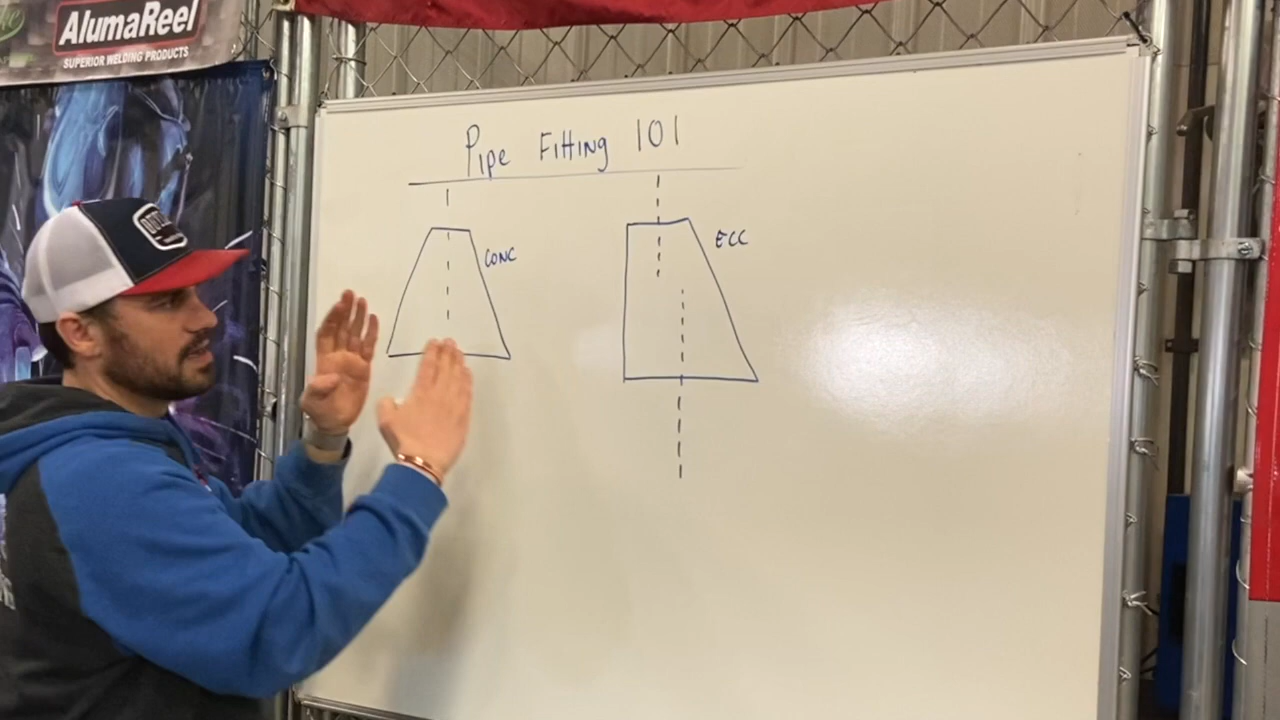 AlumaReel
SUPERIOR WELDING PRODUCTS
Pipe Fitting 101
CONC
ECC